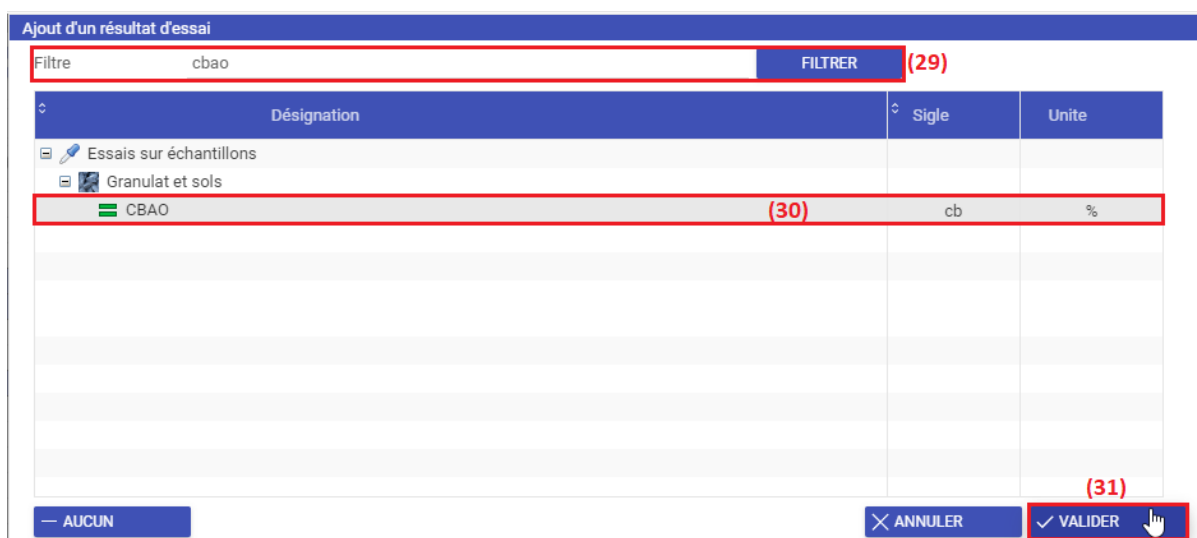 Ajout d'un résultat d'essai
Filtre cbao FILTRER (29)
Désignation Sigle Unite
Essais sur échantillons
Granulat et sols
CBAO (30) cb %
(31)
AUCUN ANNULER VALIDER